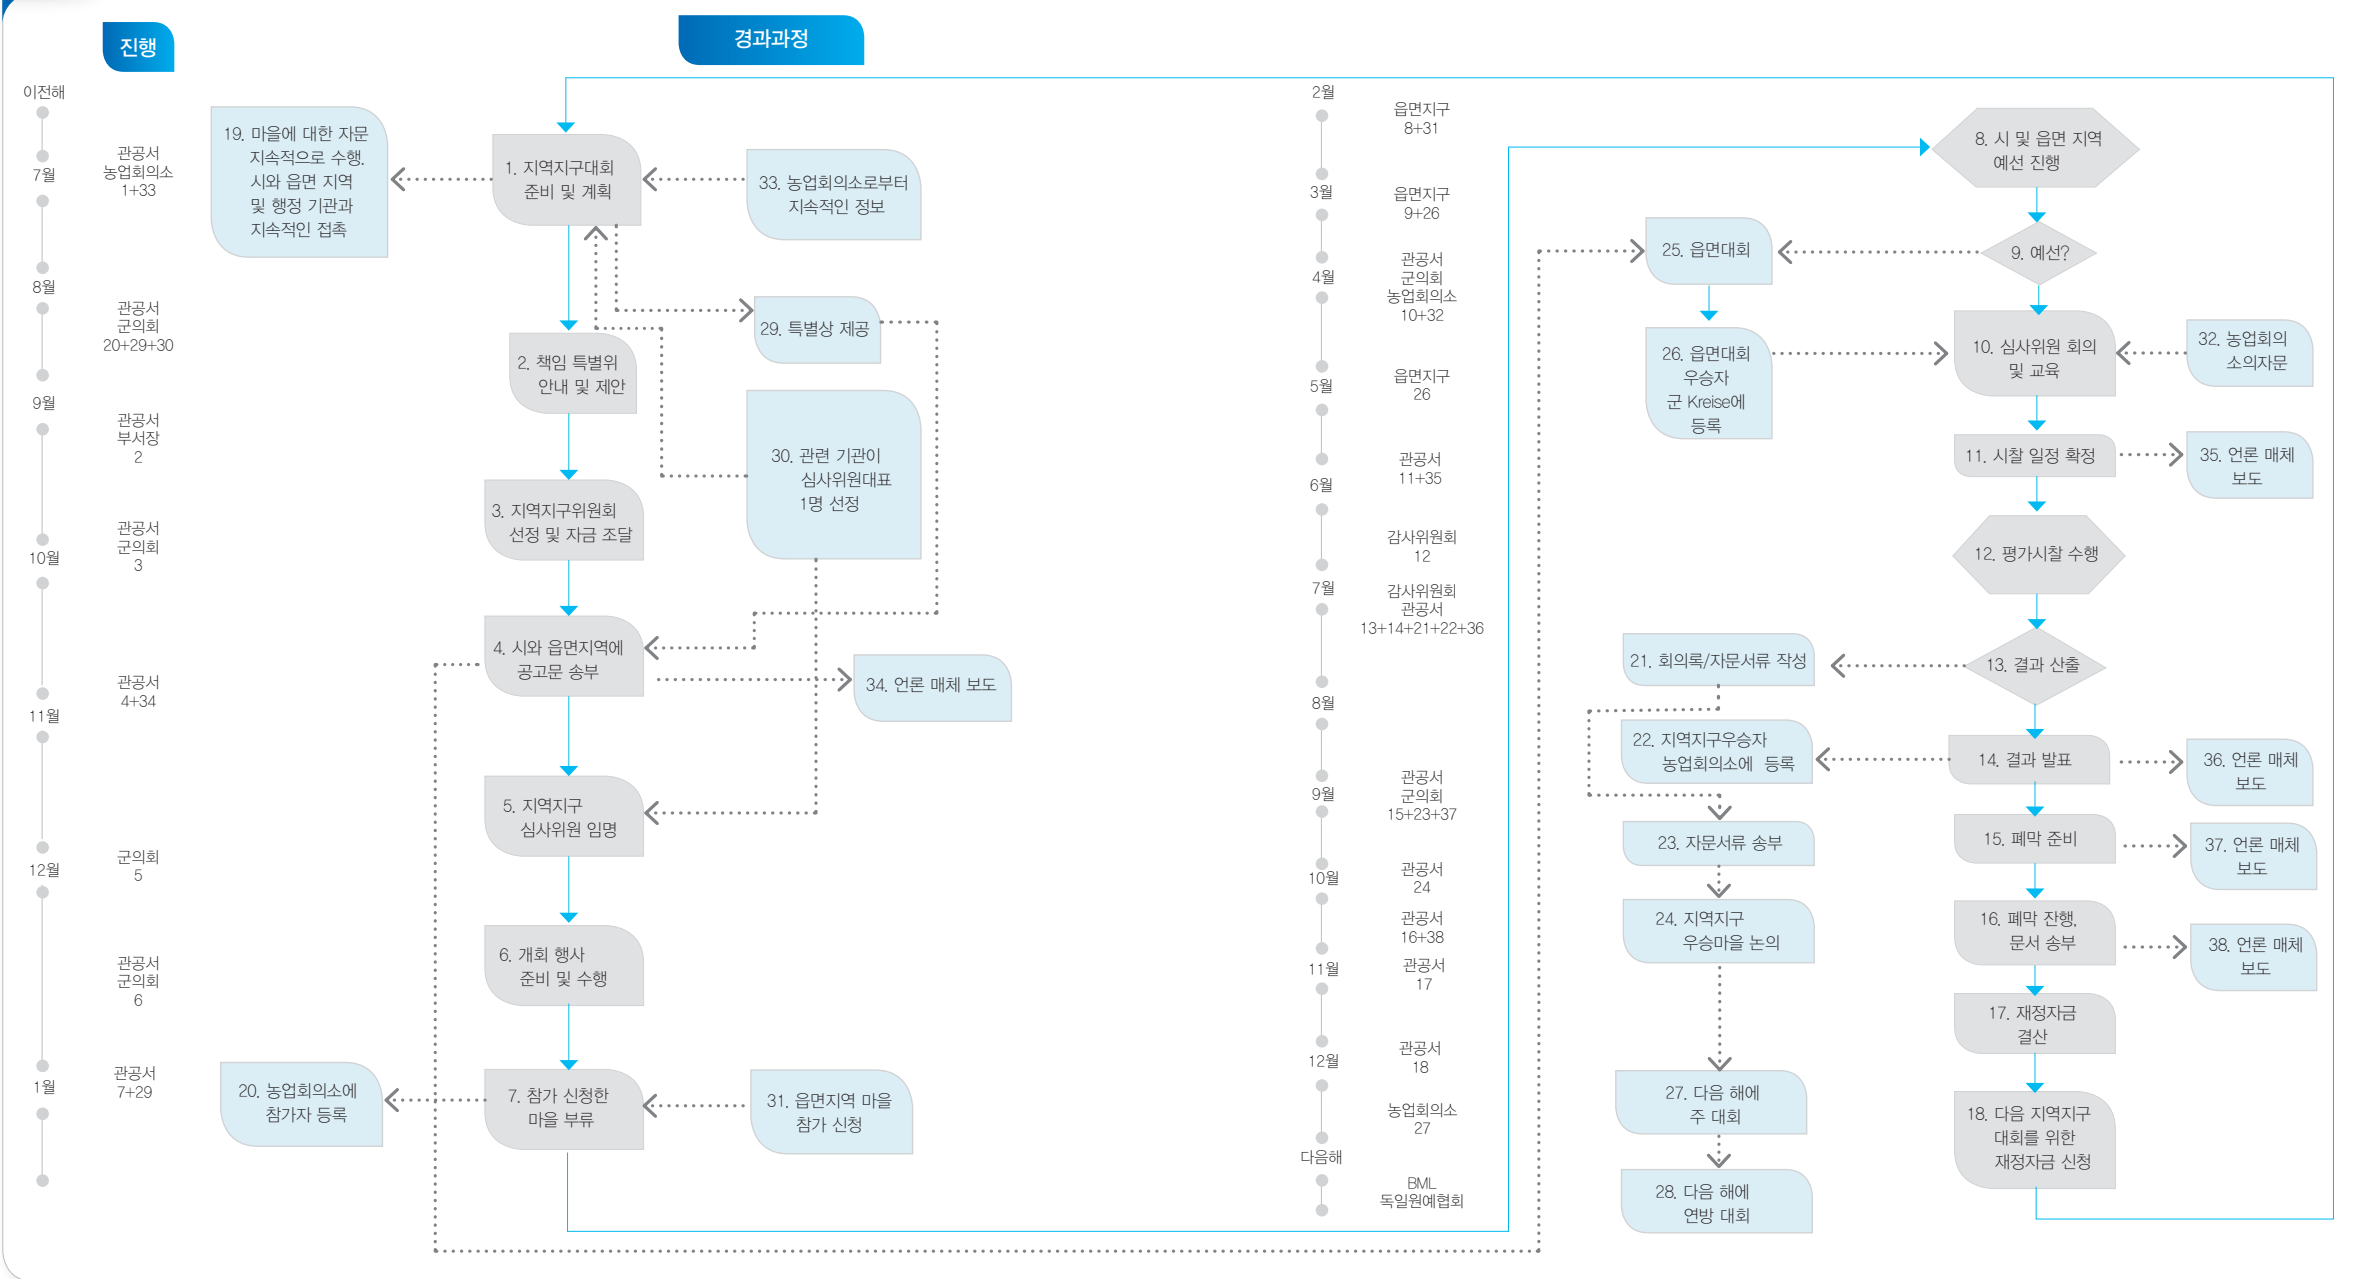 진행
경과과정
이전해
7월
8월
9월
10월
11월
12월
1월
관공서
농업회의소
1+33
관공서
군의회
20+29+30
관공서
부서장
2
관공서
군의회
3
관공서
4+34
군의회
5
관공서
군의회
6
관공서
7+29
19. 마을에 대한 자문
지속적으로 수행.
시와 읍면 지역
및 행정 기관과
지속적인 접촉
1. 지역지구대회
준비 및 계획
33. 농업회의소로부터
지속적인 정보
29. 특별상 제공
2. 책임 특별위
안내 및 제안
30. 관련 기관이
심사위원대표
1명 선정
3. 지역지구위원회
선정 및 자금 조달
4. 시와 읍면지역에
공고문 송부
34. 언론 매체 보도
5. 지역지구
심사위원 임명
6. 개회 행사
준비 및 수행
20. 농업회의소에
참가자 등록
7. 참가 신청한
마을 부류
31. 읍면지역 마을
참가 신청
2월
3월
4월
5월
6월
7월
8월
9월
10월
11월
12월
다음해
읍면지구
8+31
읍면지구
9+26
관공서
군의회
농업회의소
10+32
읍면지구
26
관공서
11+35
감사위원회
12
감사위원회
관공서
13+14+21+22+36
관공서
군의회
15+23+37
관공서
24
관공서
16+38
관공서
17
관공서
18
농업회의소
27
BML
독일원예협회
8. 시 및 읍면 지역
예선 진행
25. 읍면대회
9. 예선?
26. 읍면대회
우승자
군 Kreise에
등록
10. 심사위원 회의
및 교육
32. 농업회의
소의자문
11. 시찰 일정 확정
35. 언론 매체
보도
12. 평가시찰 수행
21. 회의록/자문서류 작성
13. 결과 산출
22. 지역지구우승자
농업회의소에 등록
14. 결과 발표
36. 언론 매체
보도
23. 자문서류 송부
15. 폐막 준비
37. 언론 매체
보도
24. 지역지구
우승마을 논의
16. 폐막 잔행,
문서 송부
38. 언론 매체
보도
17. 재정자금
결산
27. 다음 해에
주 대회
18. 다음 지역지구
대회를 위한
재정자금 신청
28. 다음 해에
연방 대회